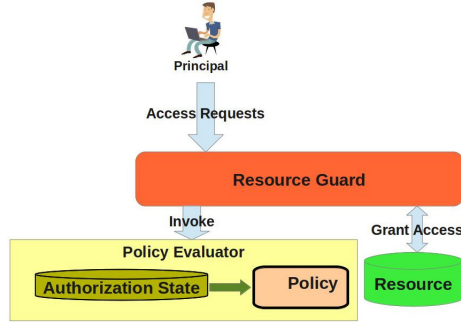 Principal
Access Requests
Resource Guard
Invoke
Grant Access
Policy Evaluator
Authorization State
Policy
Resource